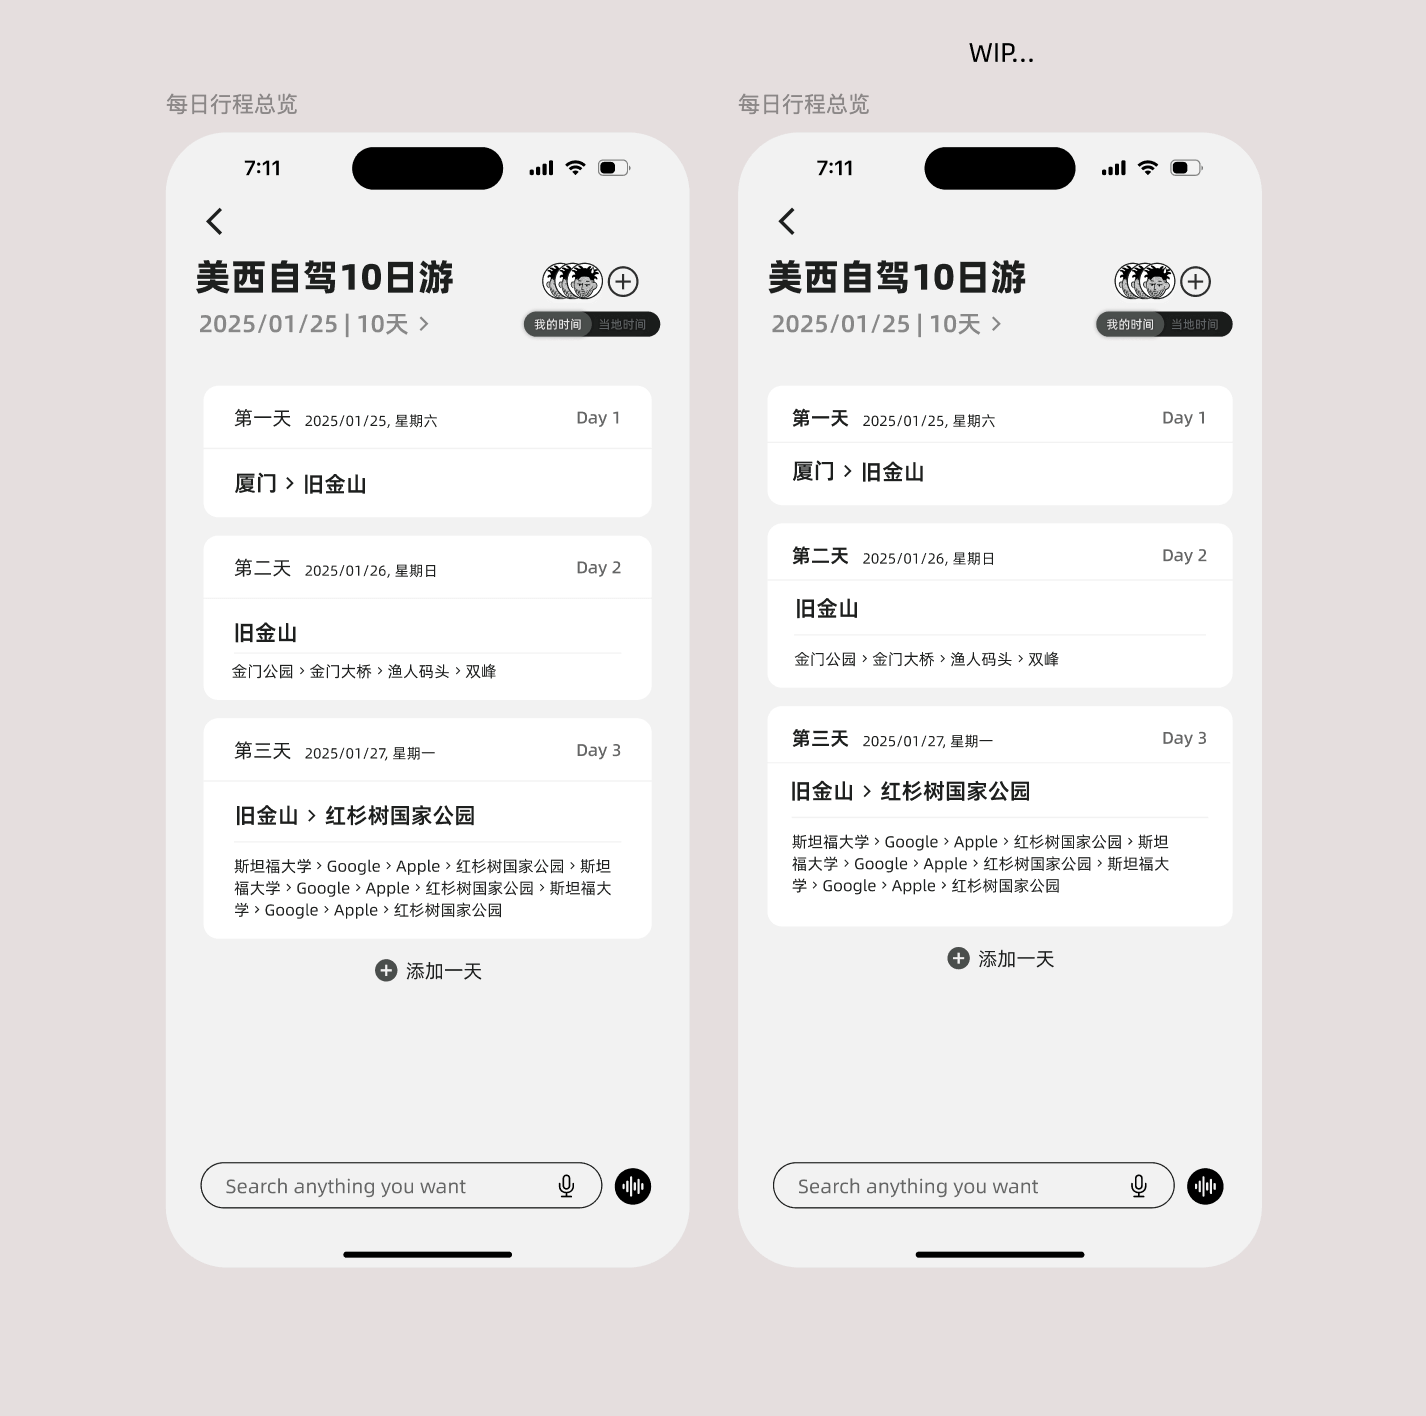 WIP...
每日行程总览
7:11
美西自驾10日游
2025/01/25 | 10天 >
我的时间 当地时间
第一天 2025/01/25, 星期六 Day 1
厦门 > 旧金山
第二天 2025/01/26, 星期日 Day 2
旧金山
金门公园 > 金门大桥 > 渔人码头 > 双峰
第三天 2025/01/27, 星期一 Day 3
旧金山 > 红杉树国家公园
斯坦福大学 > Google > Apple > 红杉树国家公园 > 斯坦
福大学 > Google > Apple > 红杉树国家公园 > 斯坦福大
学 > Google > Apple > 红杉树国家公园
添加一天
Search anything you want
每日行程总览
7:11
美西自驾10日游
2025/01/25 | 10天 >
我的时间 当地时间
第一天 2025/01/25, 星期六 Day 1
厦门 > 旧金山
第二天 2025/01/26, 星期日 Day 2
旧金山
金门公园 > 金门大桥 > 渔人码头 > 双峰
第三天 2025/01/27, 星期一 Day 3
旧金山 > 红杉树国家公园
斯坦福大学 > Google > Apple > 红杉树国家公园 > 斯坦
福大学 > Google > Apple > 红杉树国家公园 > 斯坦福大
学 > Google > Apple > 红杉树国家公园
添加一天
Search anything you want